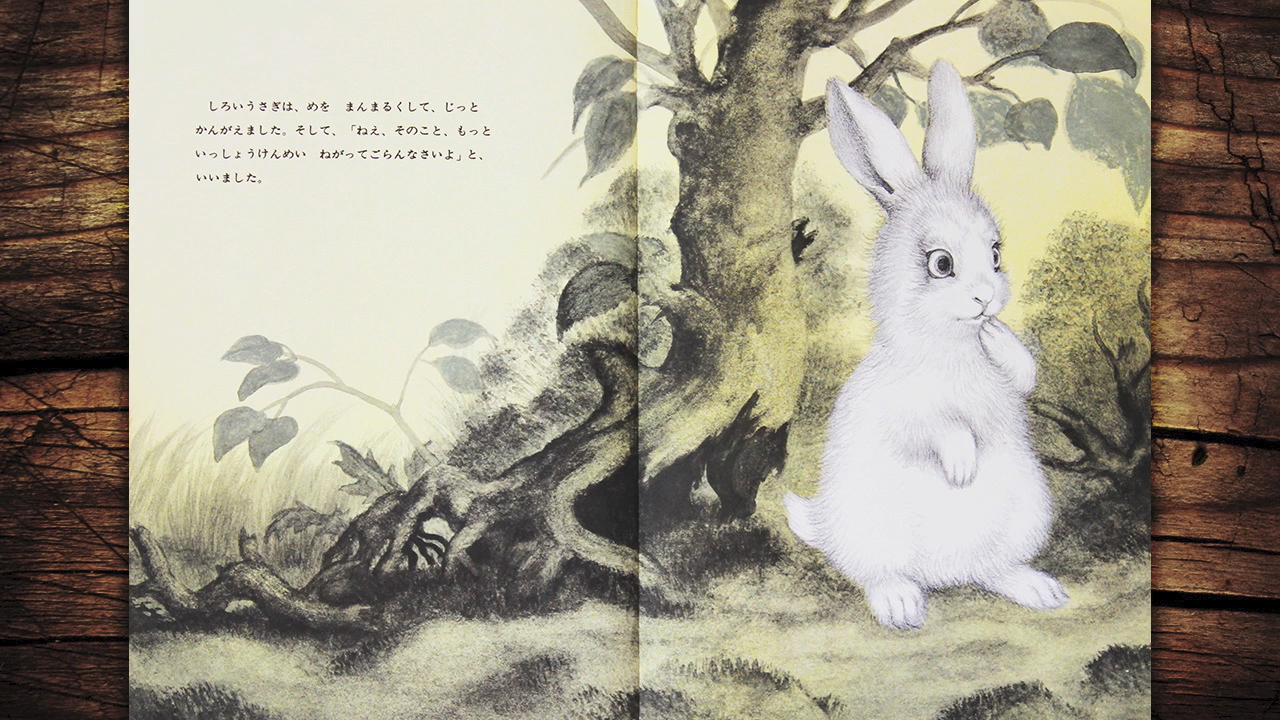 しろいうさぎは、めを　まんまるくして、じっと
かんがえました。そして、「ねえ、そのこと、もっと
いっしょうけんめい　ねがってごらんなさいよ」と、
いいました。